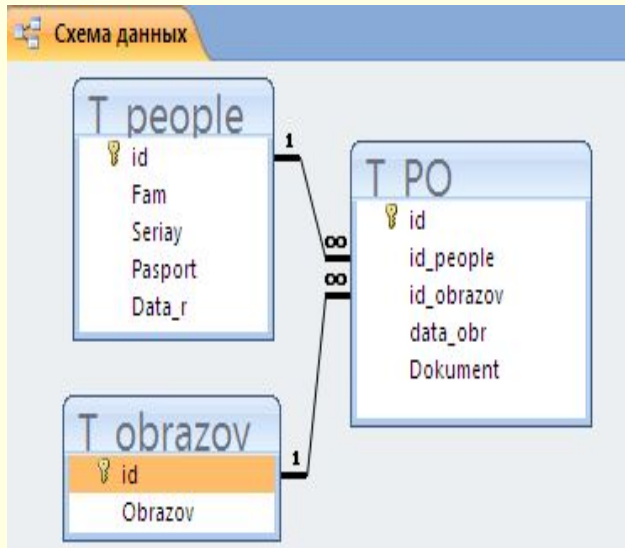 Схема данных
T_people
id
Fam
Seriay
Pasport
Data_r
1
∞
∞
T_PO
id
id_people
id_obrazov
data_obr
Dokument
T_obrazov
id
Obrazov
1